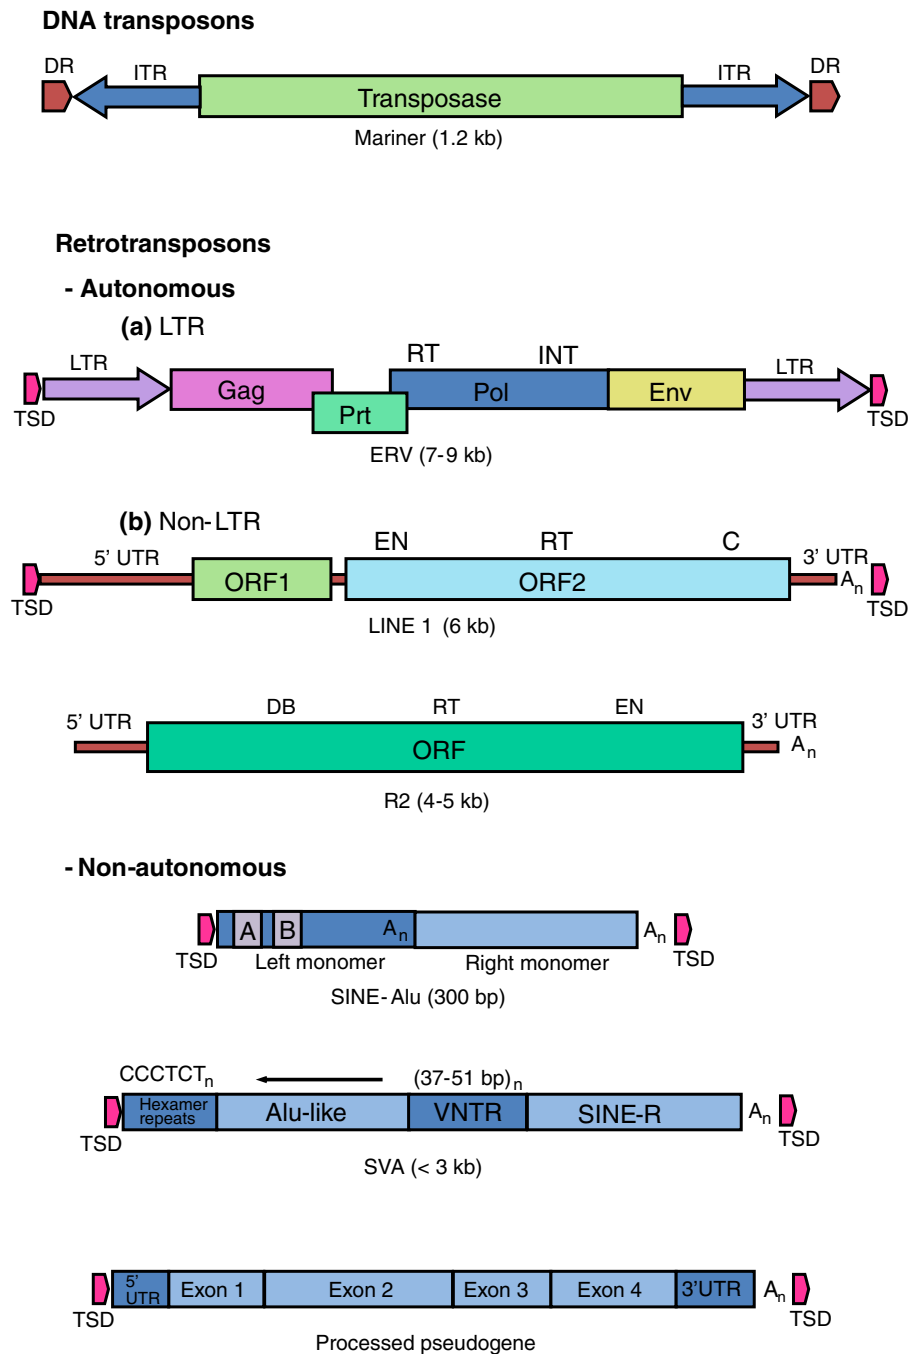 DNA transposons
DR ITR ITR DR
Transposase
Mariner (1.2 kb)
Retrotransposons
- Autonomous
(a) LTR
LTR RT INT LTR
Gag Pol Env
Prt
TSD TSD
ERV (7-9 kb)
(b) Non-LTR
5' UTR EN RT C 3' UTR
ORF1 ORF2 An
TSD TSD
LINE 1 (6 kb)
5' UTR DB RT EN 3' UTR
ORF An
R2 (4-5 kb)
- Non-autonomous
A B An An
TSD Left monomer Right monomer TSD
SINE-Alu (300 bp)
CCCTCTn (37-51 bp)n
Hexamer repeats Alu-like VNTR SINE-R An
TSD TSD
SVA (< 3 kb)
5' UTR Exon 1 Exon 2 Exon 3 Exon 4 3'UTR An
TSD TSD
Processed pseudogene